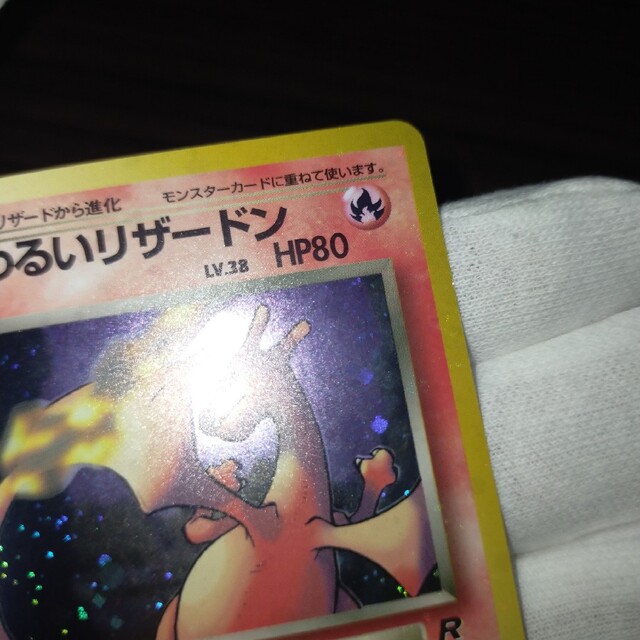 リザードから進化
モンスターカードに重ねて使います。
わるいリザードン
LV.38
HP80
R